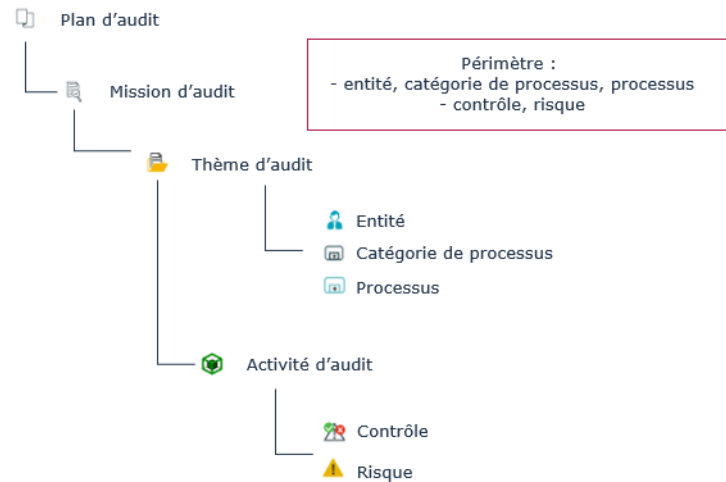 Plan d'audit
Périmètre :
- entité, catégorie de processus, processus
- contrôle, risque
Mission d'audit
Thème d'audit
Entité
Catégorie de processus
Processus
Activité d'audit
Contrôle
Risque